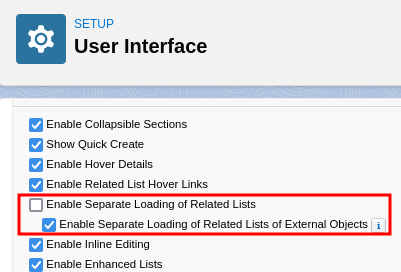 SETUP
User Interface
Enable Collapsible Sections
Show Quick Create
Enable Hover Details
Enable Related List Hover Links
Enable Separate Loading of Related Lists
Enable Separate Loading of Related Lists of External Objects i
Enable Inline Editing
Enable Enhanced Lists